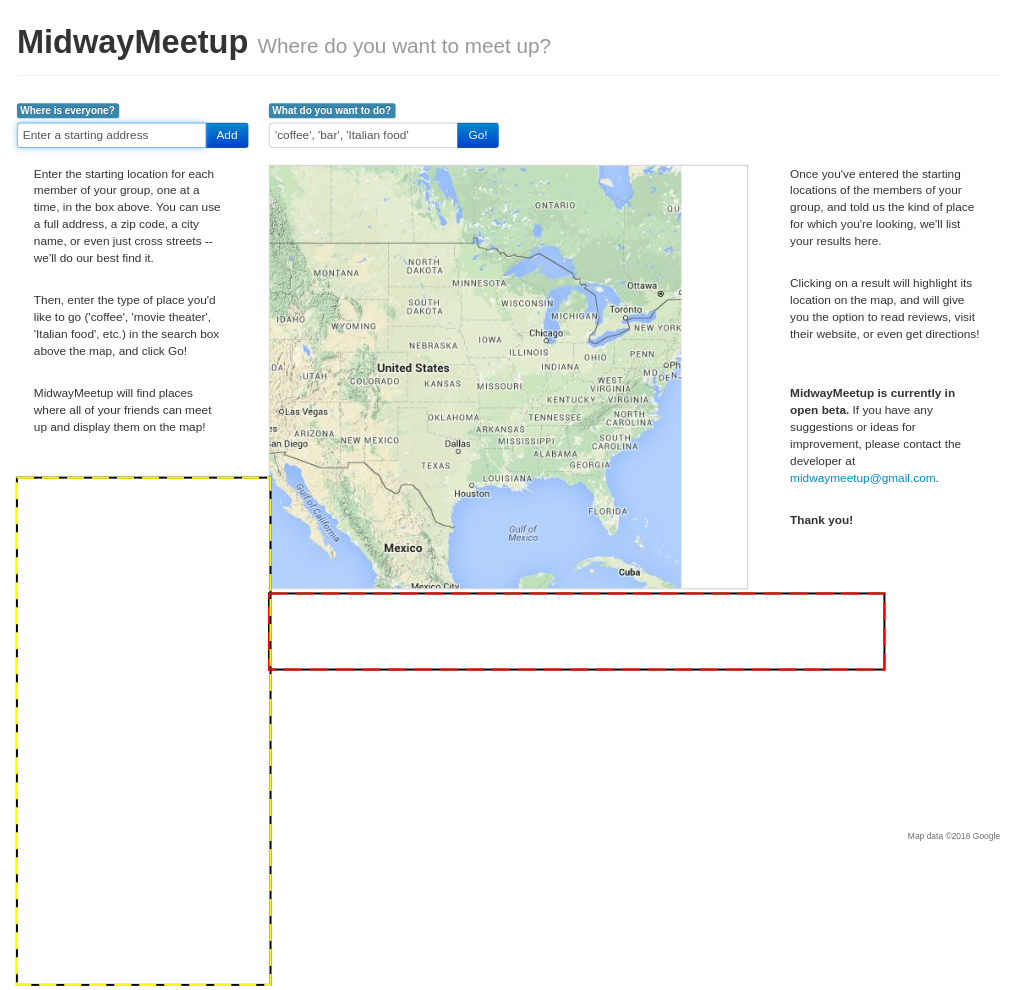 MidwayMeetup Where do you want to meet up?
Where is everyone?
Enter a starting address
Add
What do you want to do?
'coffee', 'bar', 'Italian food'
Go!
Enter the starting location for each
member of your group, one at a
time, in the box above. You can use
a full address, a zip code, a city
name, or even just cross streets --
we'll do our best find it.
Then, enter the type of place you'd
like to go ('coffee', 'movie theater',
'Italian food', etc.) in the search box
above the map, and click Go!
MidwayMeetup will find places
where all of your friends can meet
up and display them on the map!
ONTARIO
QU
NORTH
DAKOTA
MONTANA
MINNESOTA
Ottawa
SOUTH
DAKOTA
WISCONSIN
MICHIGAN
Toronto
IDAHO
WYOMING
NEW YORK
Chicago
IOWA
NEBRASKA
ILLINOIS
OHIO
PENN
United States
INDIANA
Ph
DA
UTAH
COLORADO
KANSAS
MISSOURI
WEST
VIRGINIA
MD
DE
N
KENTUCKY
VIRGINIA
Las Vegas
OKLAHOMA
TENNESSEE
NORTH
CAROLINA
es
ARIZONA
NEW MEXICO
ARKANSAS
MISSISSIPPI
SOUTH
CAROLINA
an Diego
Dallas
ALABAMA
TEXAS
GEORGIA
LOUISIANA
Houston
Gulf of California
FLORIDA
Gulf of
Mexico
Mexico
Cuba
Mexico City
Once you've entered the starting
locations of the members of your
group, and told us the kind of place
for which you're looking, we'll list
your results here.
Clicking on a result will highlight its
location on the map, and will give
you the option to read reviews, visit
their website, or even get directions!
MidwayMeetup is currently in
open beta. If you have any
suggestions or ideas for
improvement, please contact the
developer at
midwaymeetup@gmail.com.
Thank you!
Map data ©2016 Google